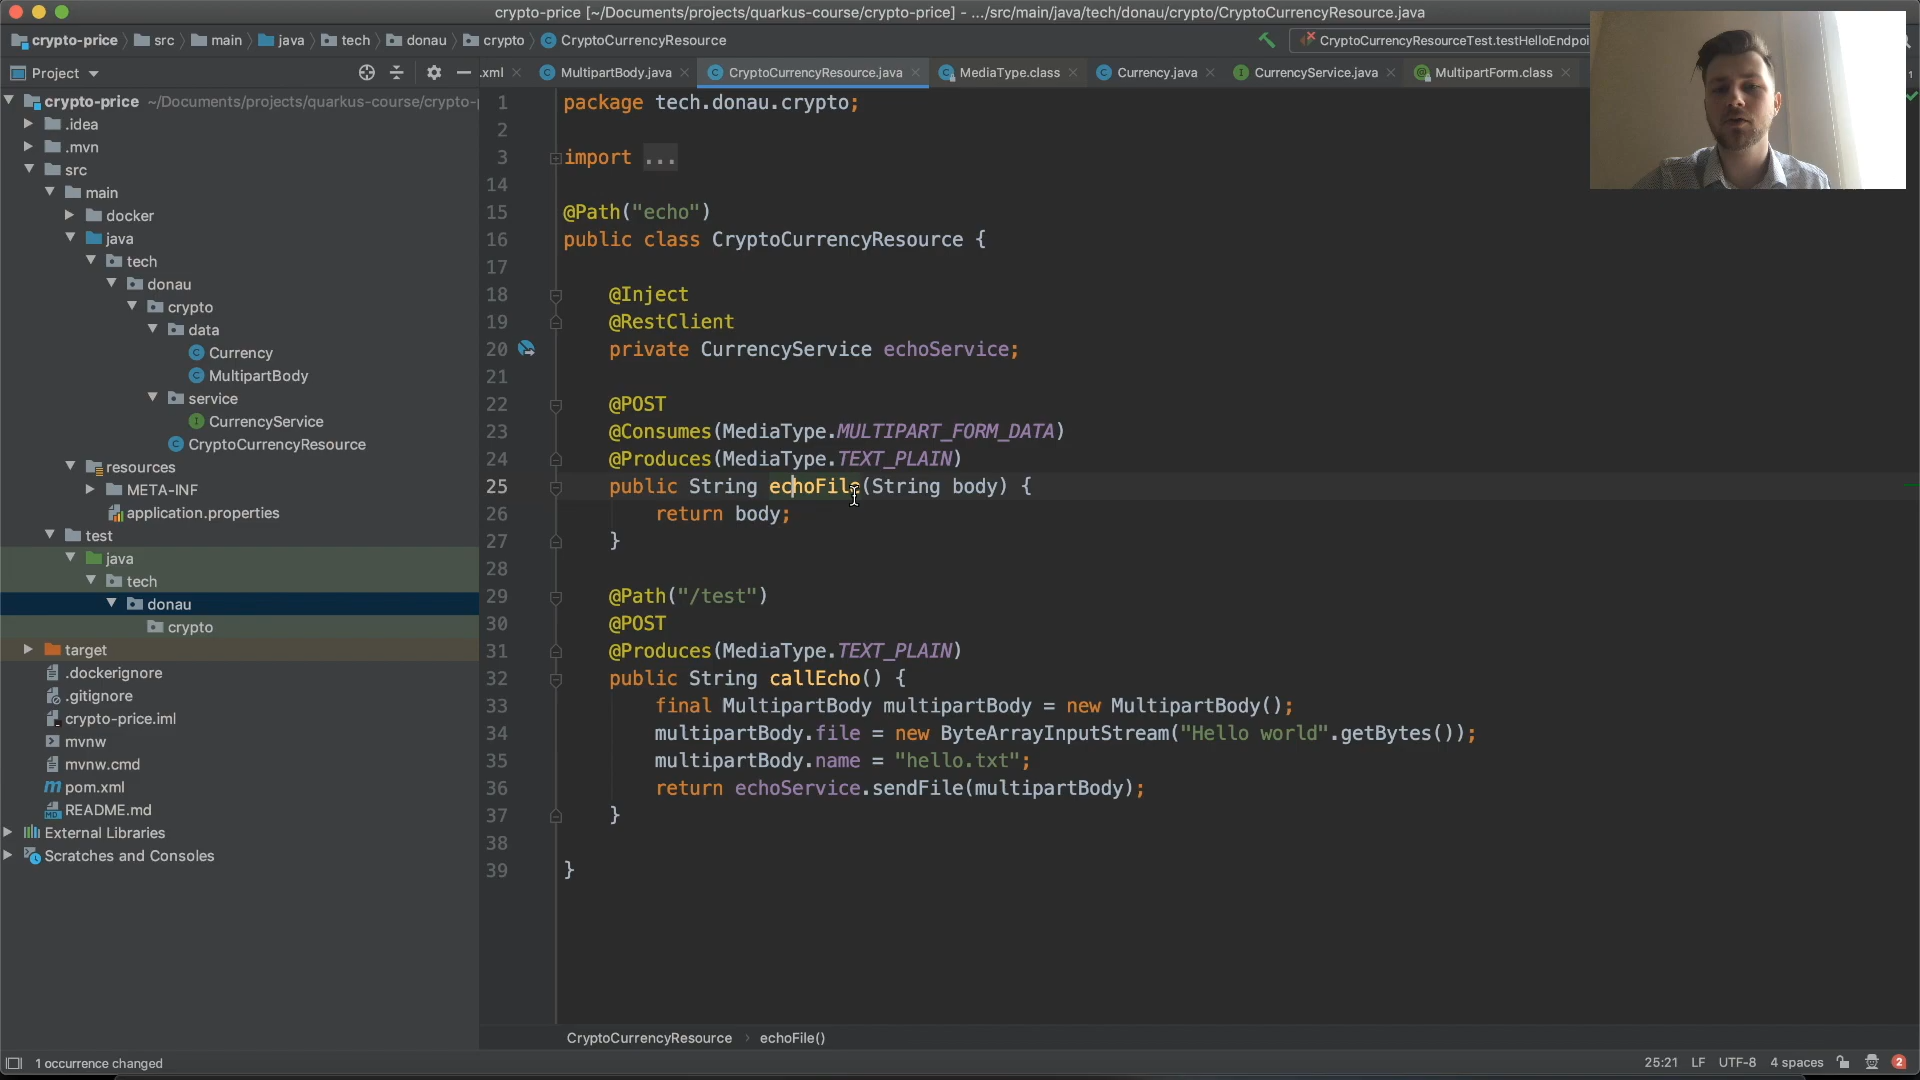 crypto-price [~/Documents/projects/quarkus-course/crypto-price] - .../src/main/java/tech/donau/crypto/CryptoCurrencyResource.java
crypto-price src main java tech donau crypto CryptoCurrencyResource CryptoCurrencyResourceTest.testHelloEndpoi
Project .xml MultipartBody.java CryptoCurrencyResource.java MediaType.class Currency.java CurrencyService.java MultipartForm.class
crypto-price ~/Documents/projects/quarkus-course/crypto-
.idea
.mvn
src
main
docker
java
tech
donau
crypto
data
Currency
MultipartBody
service
CurrencyService
CryptoCurrencyResource
resources
META-INF
application.properties
test
java
tech
donau
crypto
target
.dockerignore
.gitignore
crypto-price.iml
mvnw
mvnw.cmd
pom.xml
README.md
External Libraries
Scratches and Consoles
1 package tech.donau.crypto;
2
3 import ...
14
15 @Path("echo")
16 public class CryptoCurrencyResource {
17
18 @Inject
19 @RestClient
20 private CurrencyService echoService;
21
22 @POST
23 @Consumes(MediaType.MULTIPART_FORM_DATA)
24 @Produces(MediaType.TEXT_PLAIN)
25 public String echoFile(String body) {
26 return body;
27 }
28
29 @Path("/test")
30 @POST
31 @Produces(MediaType.TEXT_PLAIN)
32 public String callEcho() {
33 final MultipartBody multipartBody = new MultipartBody();
34 multipartBody.file = new ByteArrayInputStream("Hello world".getBytes());
35 multipartBody.name = "hello.txt";
36 return echoService.sendFile(multipartBody);
37 }
38
39 }
CryptoCurrencyResource › echoFile()
1 occurrence changed 25:21 LF UTF-8 4 spaces 2